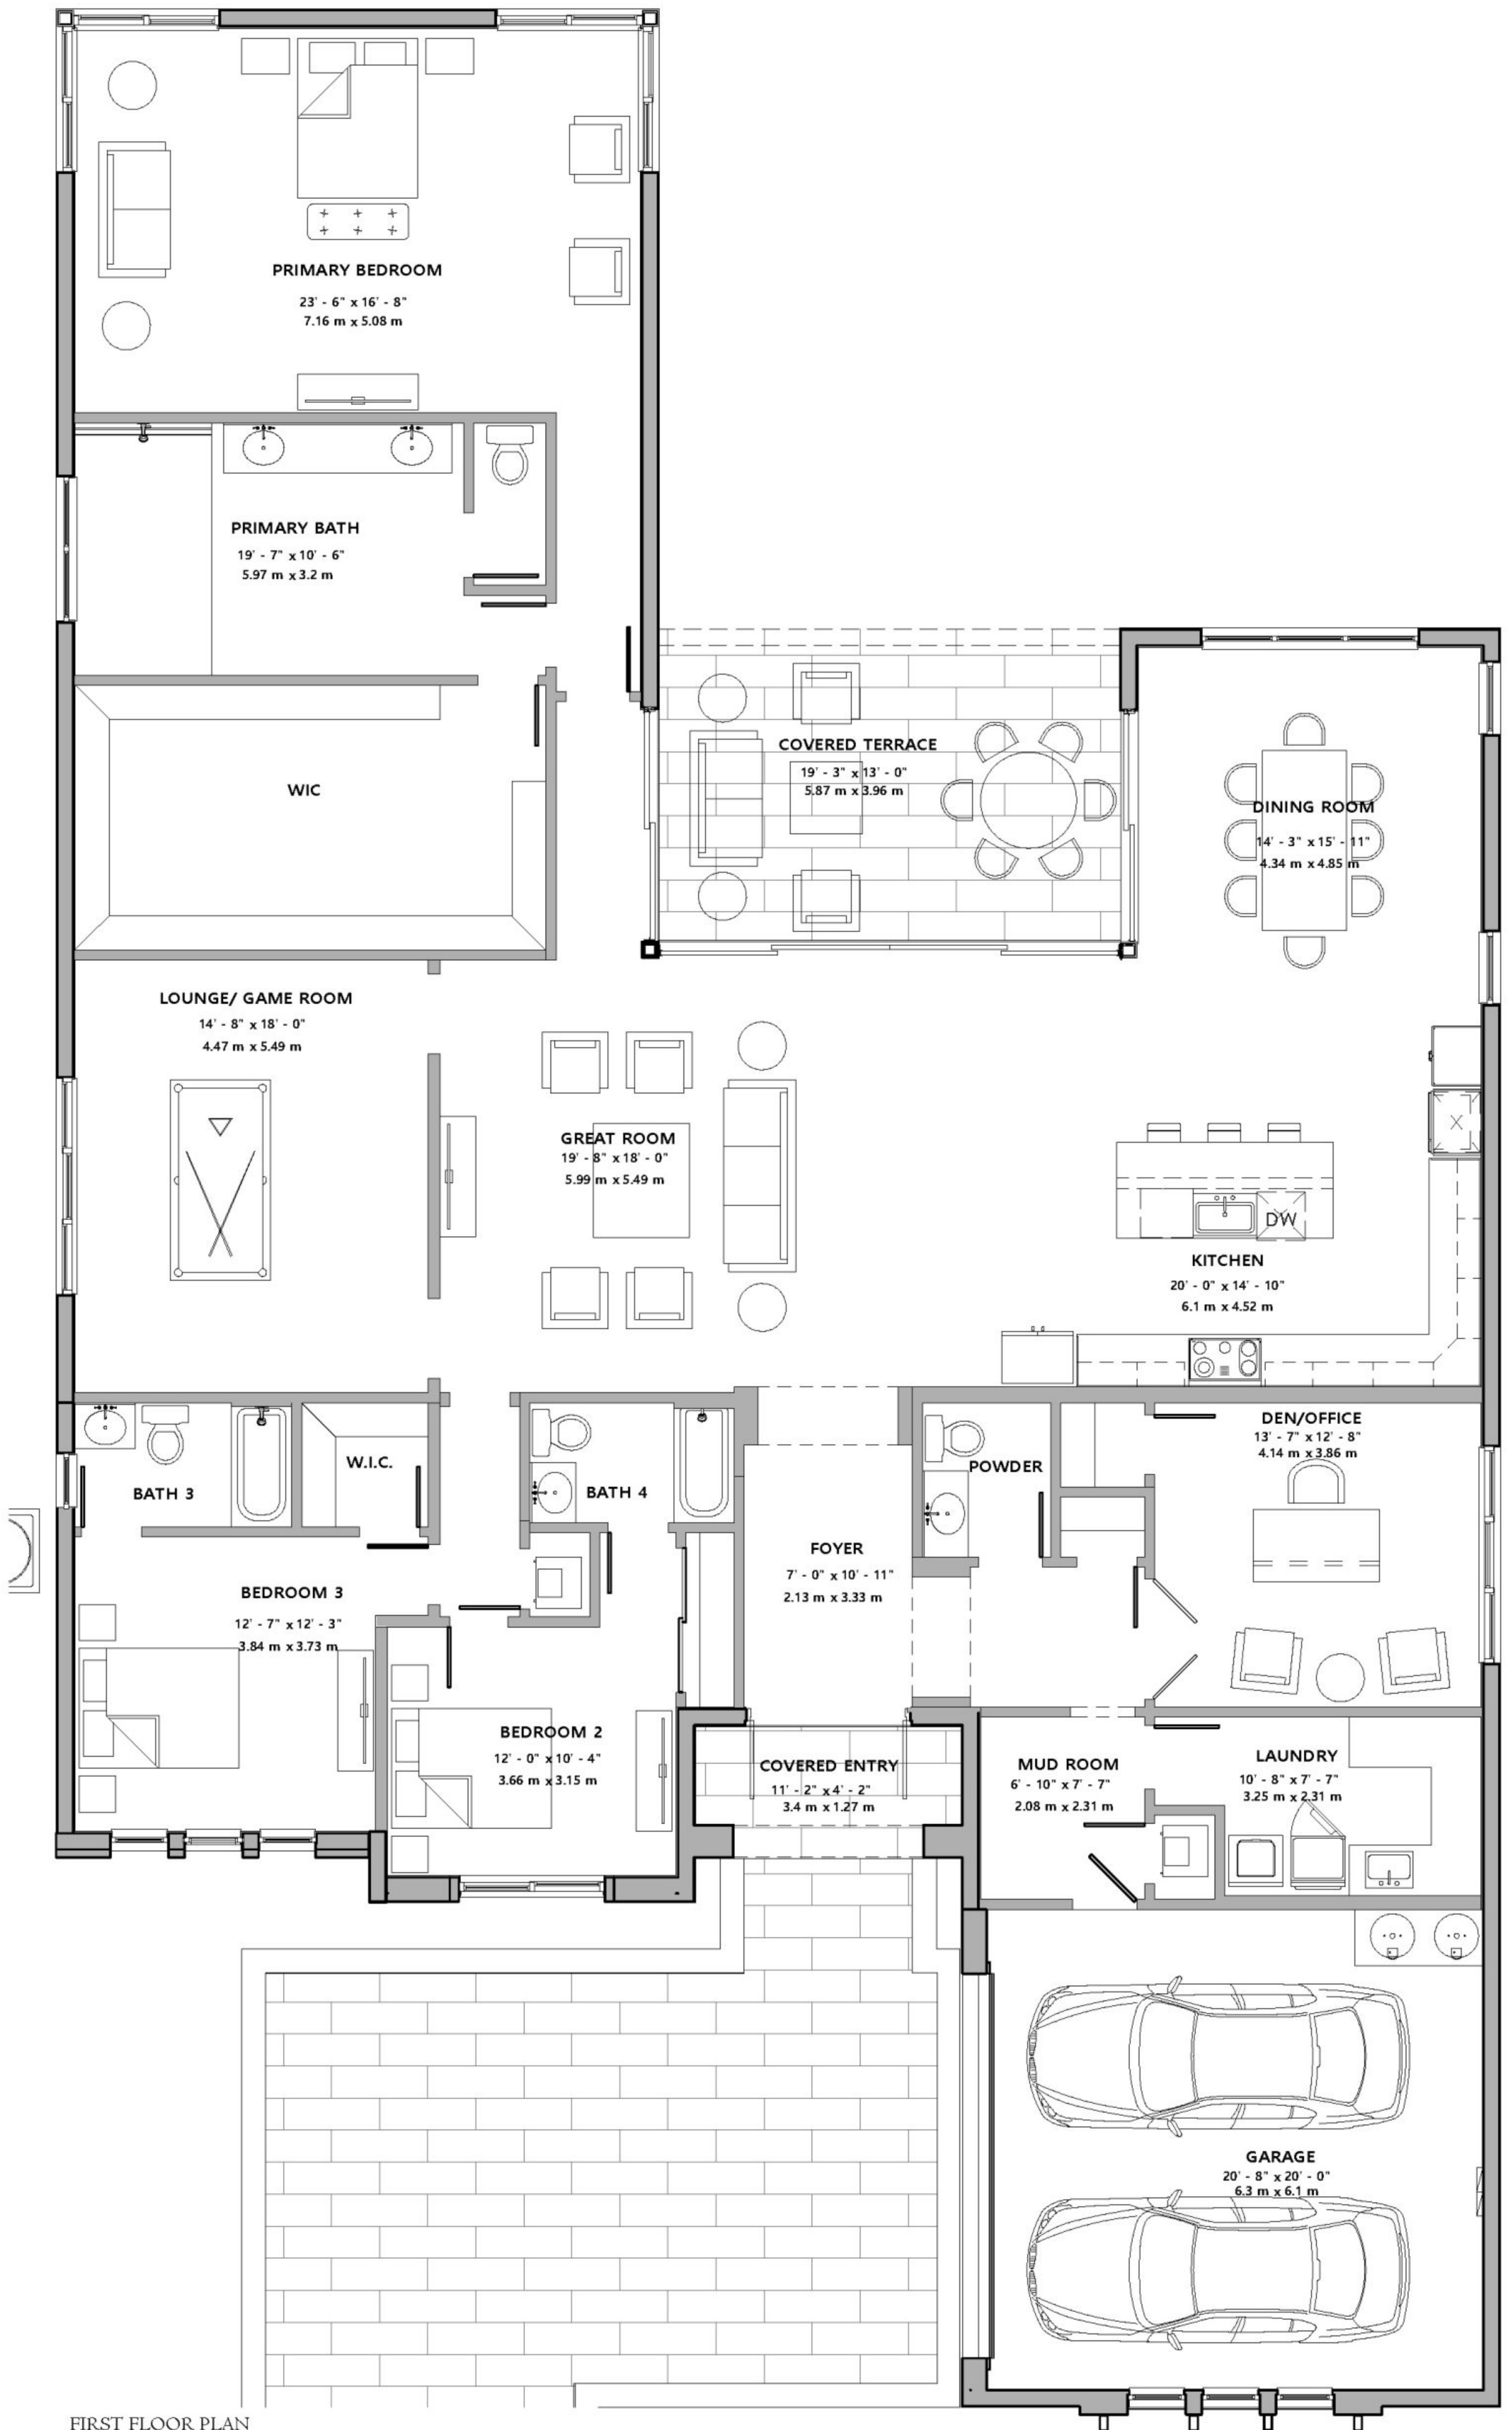 PRIMARY BEDROOM
23' - 6" x 16' - 8"
7.16 m x 5.08 m
PRIMARY BATH
19' - 7" x 10' - 6"
5.97 m x 3.2 m
WIC
COVERED TERRACE
19' - 3" x 13' - 0"
5.87 m x 3.96 m
DINING ROOM
14' - 3" x 15' - 11"
4.34 m x 4.85 m
LOUNGE/ GAME ROOM
14' - 8" x 18' - 0"
4.47 m x 5.49 m
GREAT ROOM
19' - 8" x 18' - 0"
5.99 m x 5.49 m
DW
KITCHEN
20' - 0" x 14' - 10"
6.1 m x 4.52 m
BATH 3
W.I.C.
BATH 4
POWDER
DEN/OFFICE
13' - 7" x 12' - 8"
4.14 m x 3.86 m
FOYER
7' - 0" x 10' - 11"
2.13 m x 3.33 m
BEDROOM 3
12' - 7" x 12' - 3"
3.84 m x 3.73 m
BEDROOM 2
12' - 0" x 10' - 4"
3.66 m x 3.15 m
COVERED ENTRY
11' - 2" x 4' - 2"
3.4 m x 1.27 m
MUD ROOM
6' - 10" x 7' - 7"
2.08 m x 2.31 m
LAUNDRY
10' - 8" x 7' - 7"
3.25 m x 2.31 m
GARAGE
20' - 8" x 20' - 0"
6.3 m x 6.1 m
FIRST FLOOR PLAN